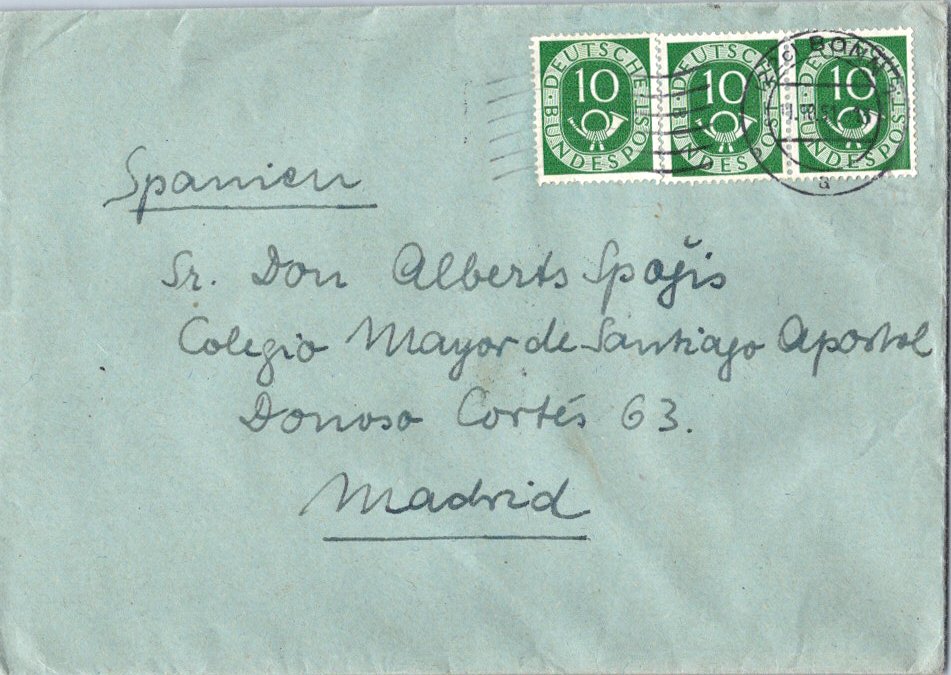 DEUTSCHE BUNDESPOST 10
DEUTSCHE BUNDESPOST 10
DEUTSCHE BUNDESPOST 10
BONN
a
Spanien
Sr. Don Alberts Spoģis
Colegio Mayor de Santiago Apostol
Donoso Cortés 63.
Madrid